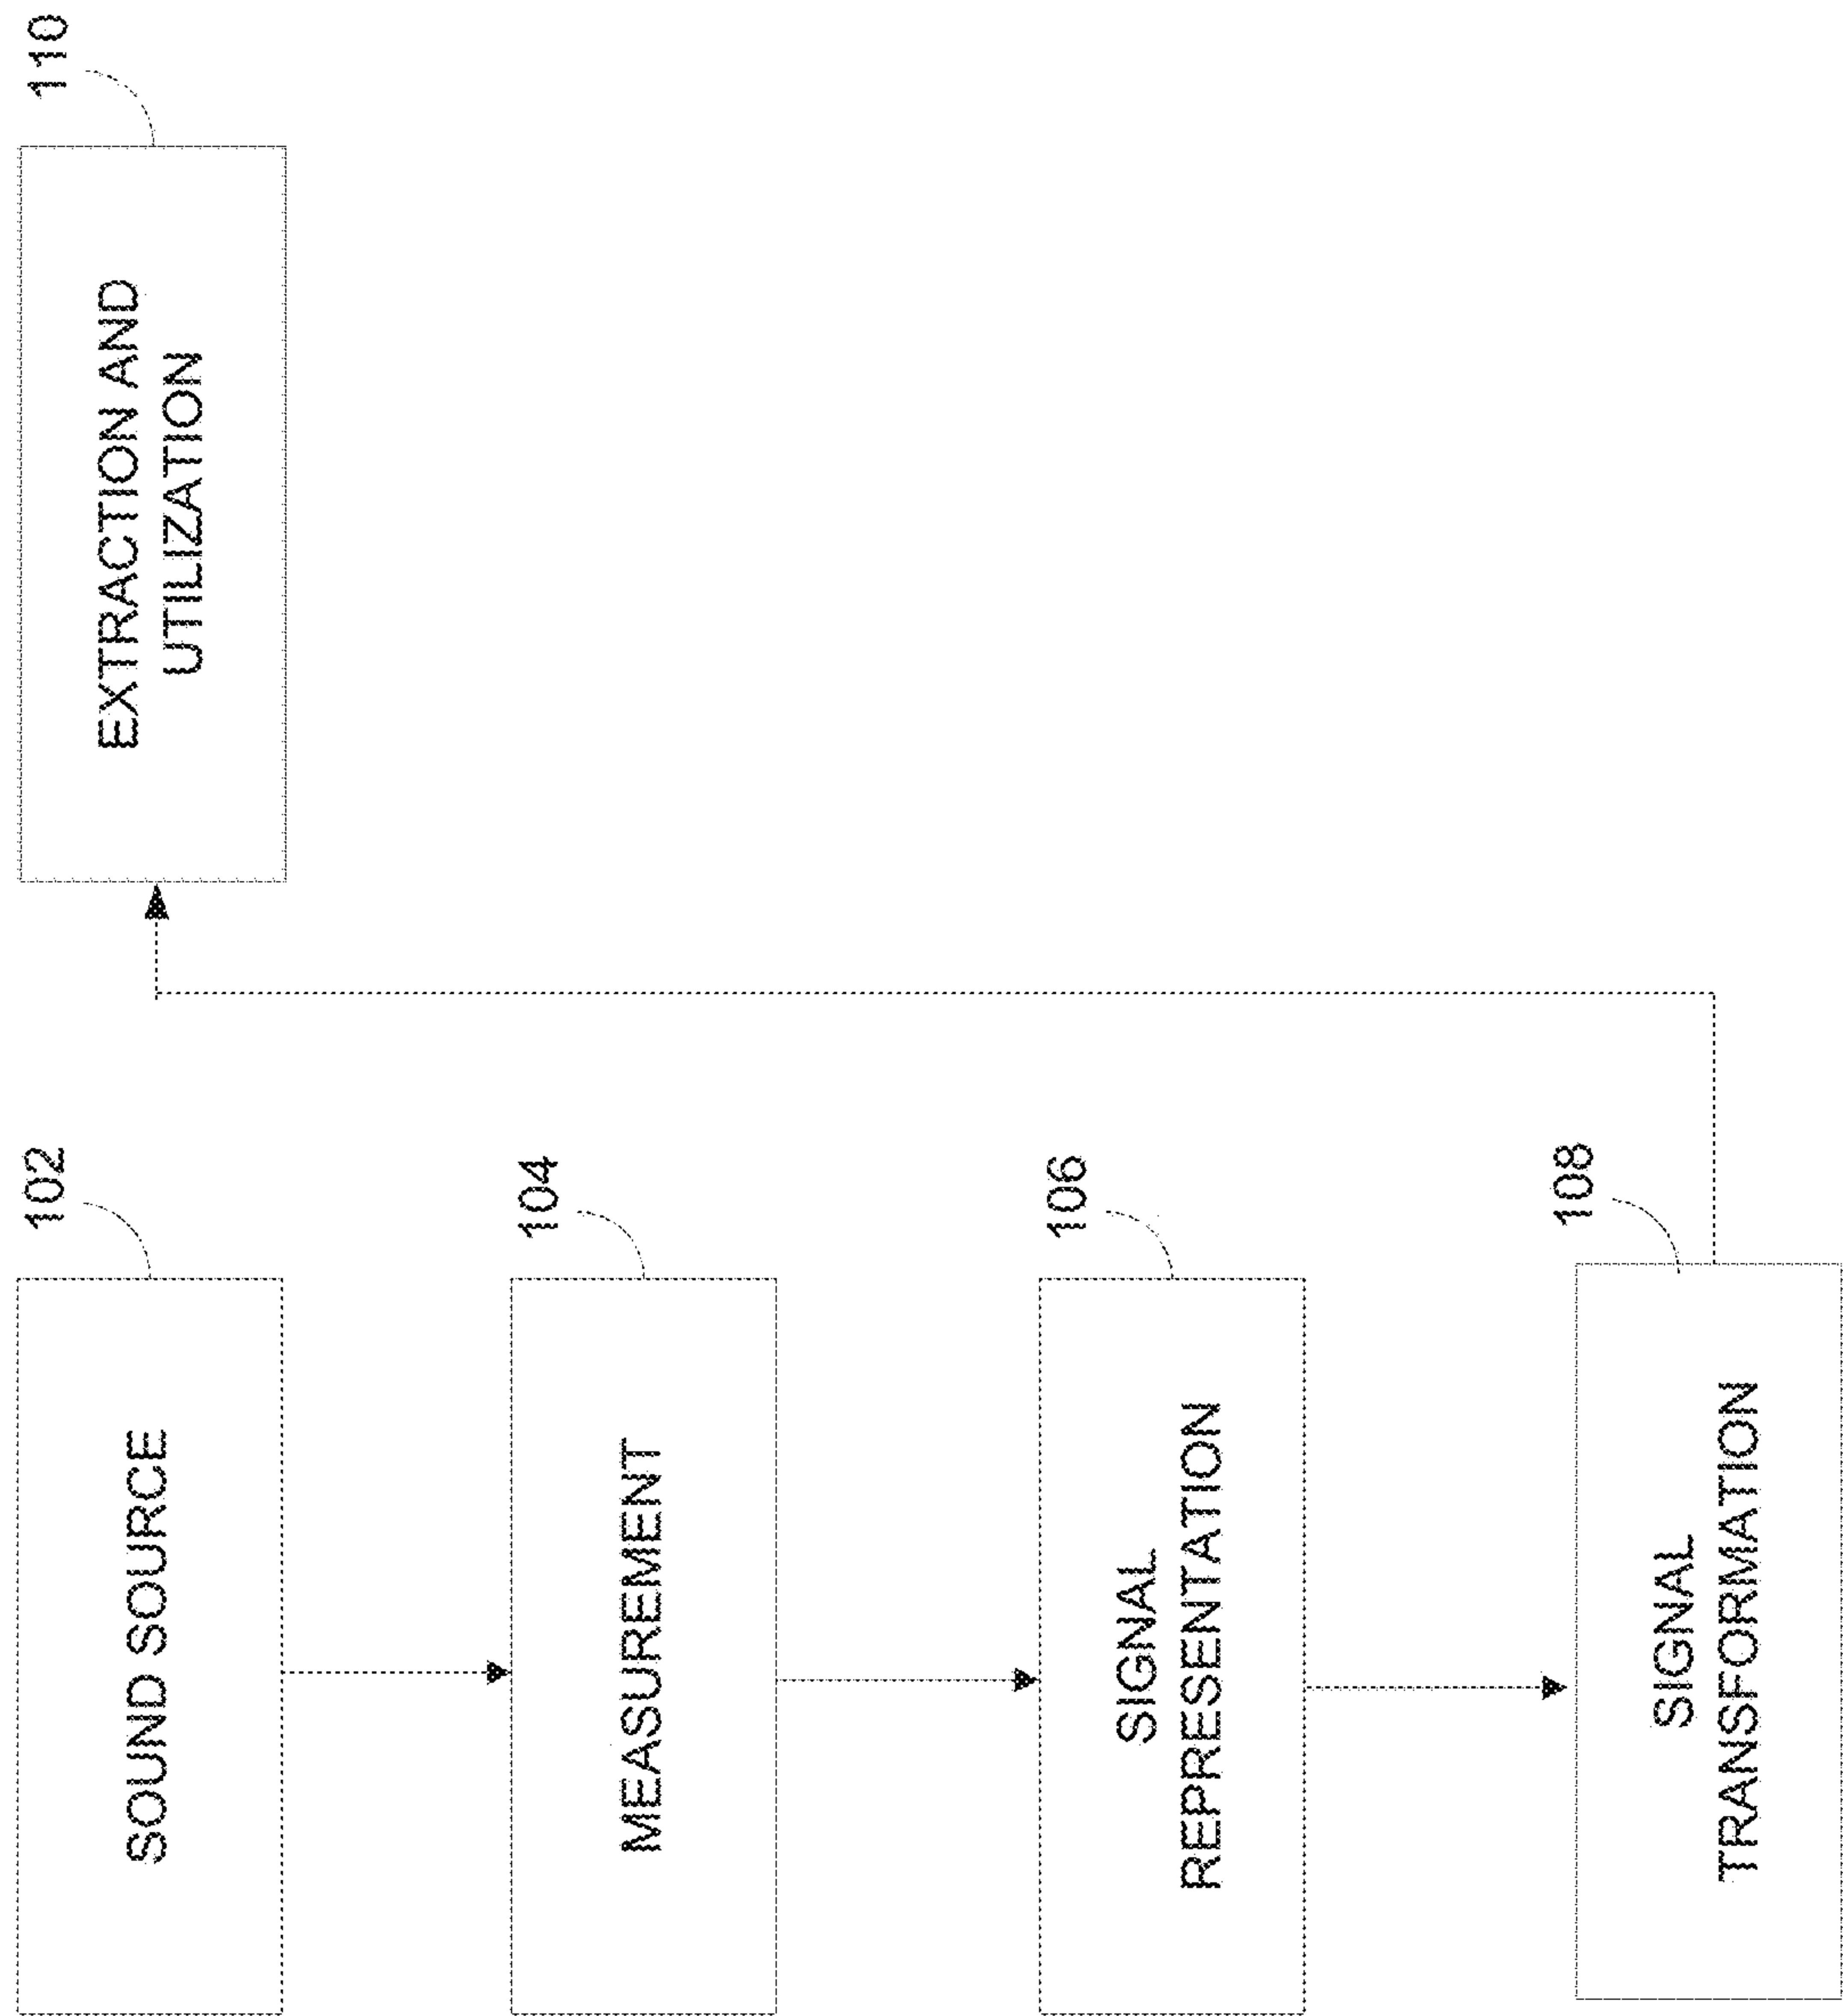 102
SOUND SOURCE
104
MEASUREMENT
106
SIGNAL
REPRESENTATION
108
SIGNAL
TRANSFORMATION
110
EXTRACTION AND
UTILIZATION